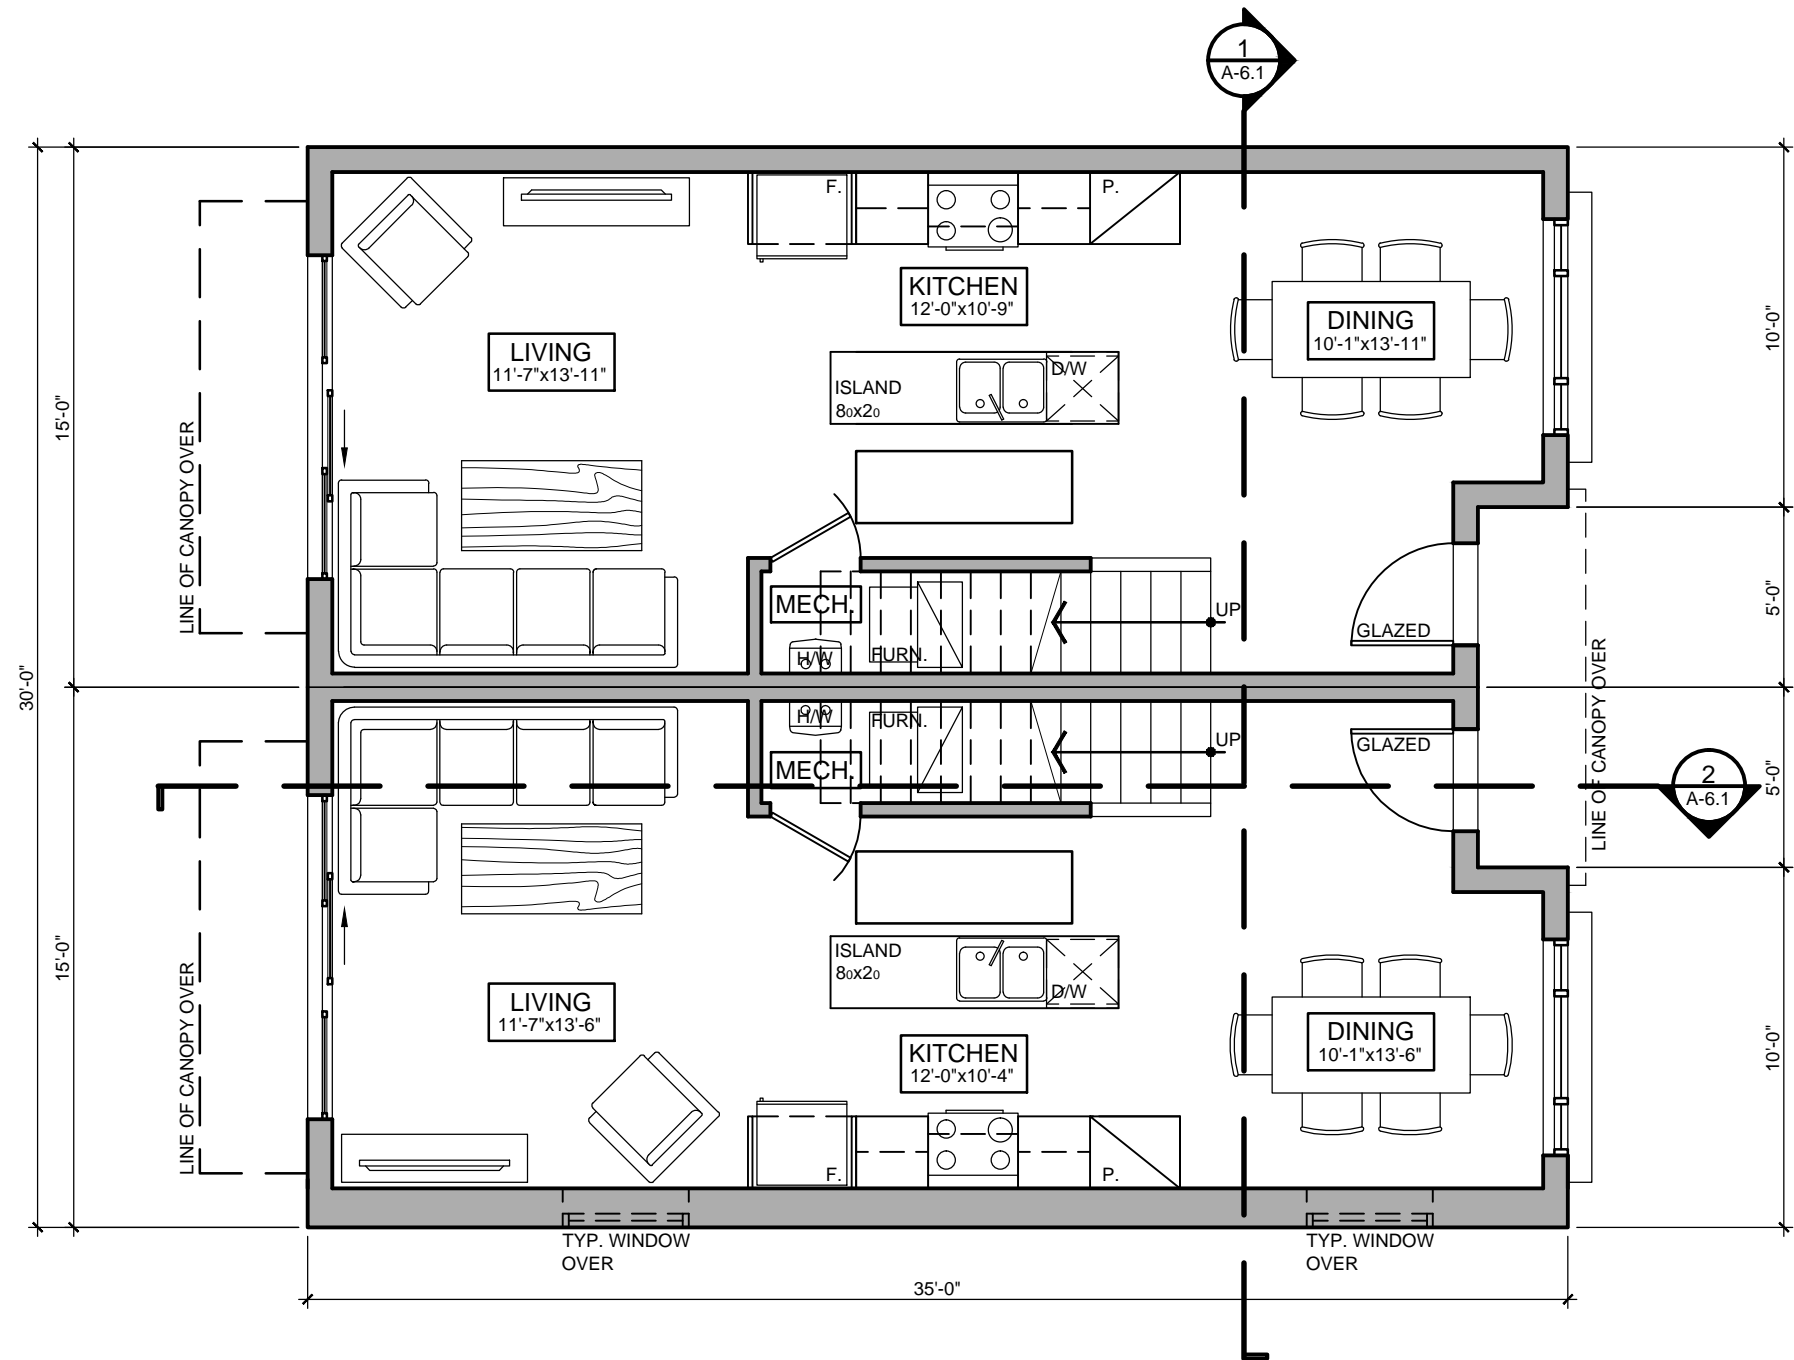 1
A-6.1
F.
P.
KITCHEN
12'-0"x10'-9"
DINING
10'-1"x13'-11"
LIVING
11'-7"x13'-11"
ISLAND
80x20
D/W
10'-0"
15'-0"
LINE OF CANOPY OVER
MECH.
UP
H/W
FURN.
GLAZED
5'-0"
30'-0"
LINE OF CANOPY OVER
H/W
FURN.
UP
GLAZED
MECH.
2
A-6.1
5'-0"
15'-0"
LINE OF CANOPY OVER
ISLAND
80x20
D/W
LIVING
11'-7"x13'-6"
KITCHEN
12'-0"x10'-4"
DINING
10'-1"x13'-6"
10'-0"
F.
P.
TYP. WINDOW
OVER
TYP. WINDOW
OVER
35'-0"